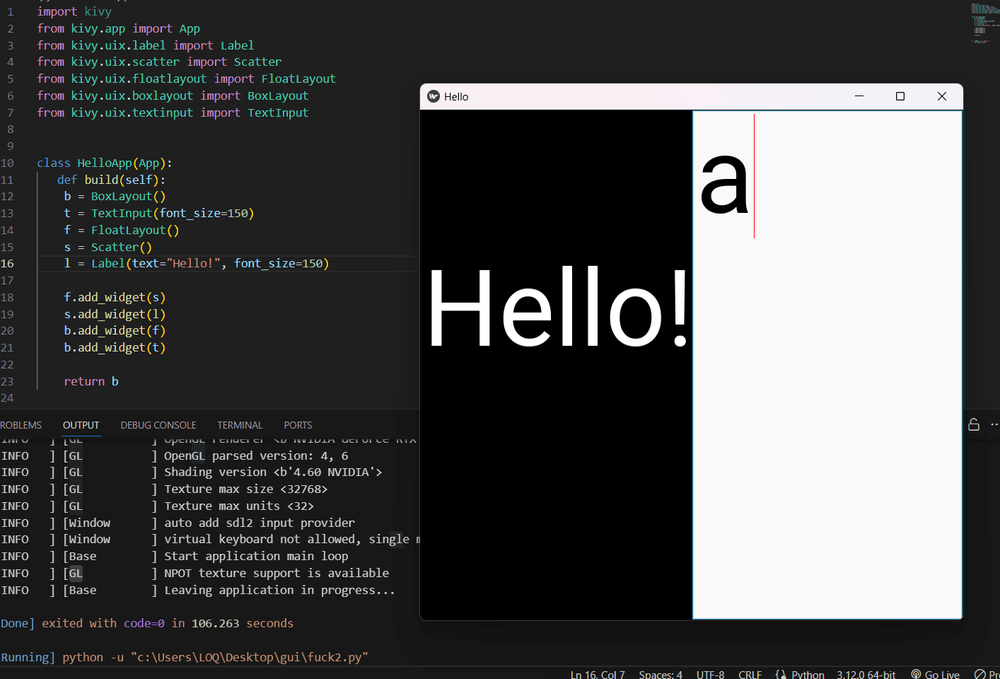 1 import kivy
2 from kivy.app import App
3 from kivy.uix.label import Label
4 from kivy.uix.scatter import Scatter
5 from kivy.uix.floatlayout import FloatLayout
6 from kivy.uix.boxlayout import BoxLayout
7 from kivy.uix.textinput import TextInput
8
9
10 class HelloApp(App):
11 def build(self):
12 b = BoxLayout()
13 t = TextInput(font_size=150)
14 f = FloatLayout()
15 s = Scatter()
16 l = Label(text="Hello!", font_size=150)
17
18 f.add_widget(s)
19 s.add_widget(l)
20 b.add_widget(f)
21 b.add_widget(t)
22
23 return b
24
Hello
Hello!
a
ROBLEMS OUTPUT DEBUG CONSOLE TERMINAL PORTS
INFO ] [GL ] OpenGL renderer <b'NVIDIA GeForce RTX
INFO ] [GL ] OpenGL parsed version: 4, 6
INFO ] [GL ] Shading version <b'4.60 NVIDIA'>
INFO ] [GL ] Texture max size <32768>
INFO ] [GL ] Texture max units <32>
INFO ] [Window ] auto add sdl2 input provider
INFO ] [Window ] virtual keyboard not allowed, single m
INFO ] [Base ] Start application main loop
INFO ] [GL ] NPOT texture support is available
INFO ] [Base ] Leaving application in progress...
Done] exited with code=0 in 106.263 seconds
Running] python -u "c:\Users\LOQ\Desktop\gui\fuck2.py"
Ln 16, Col 7 Spaces: 4 UTF-8 CRLF Python 3.12.0 64-bit Go Live Pr